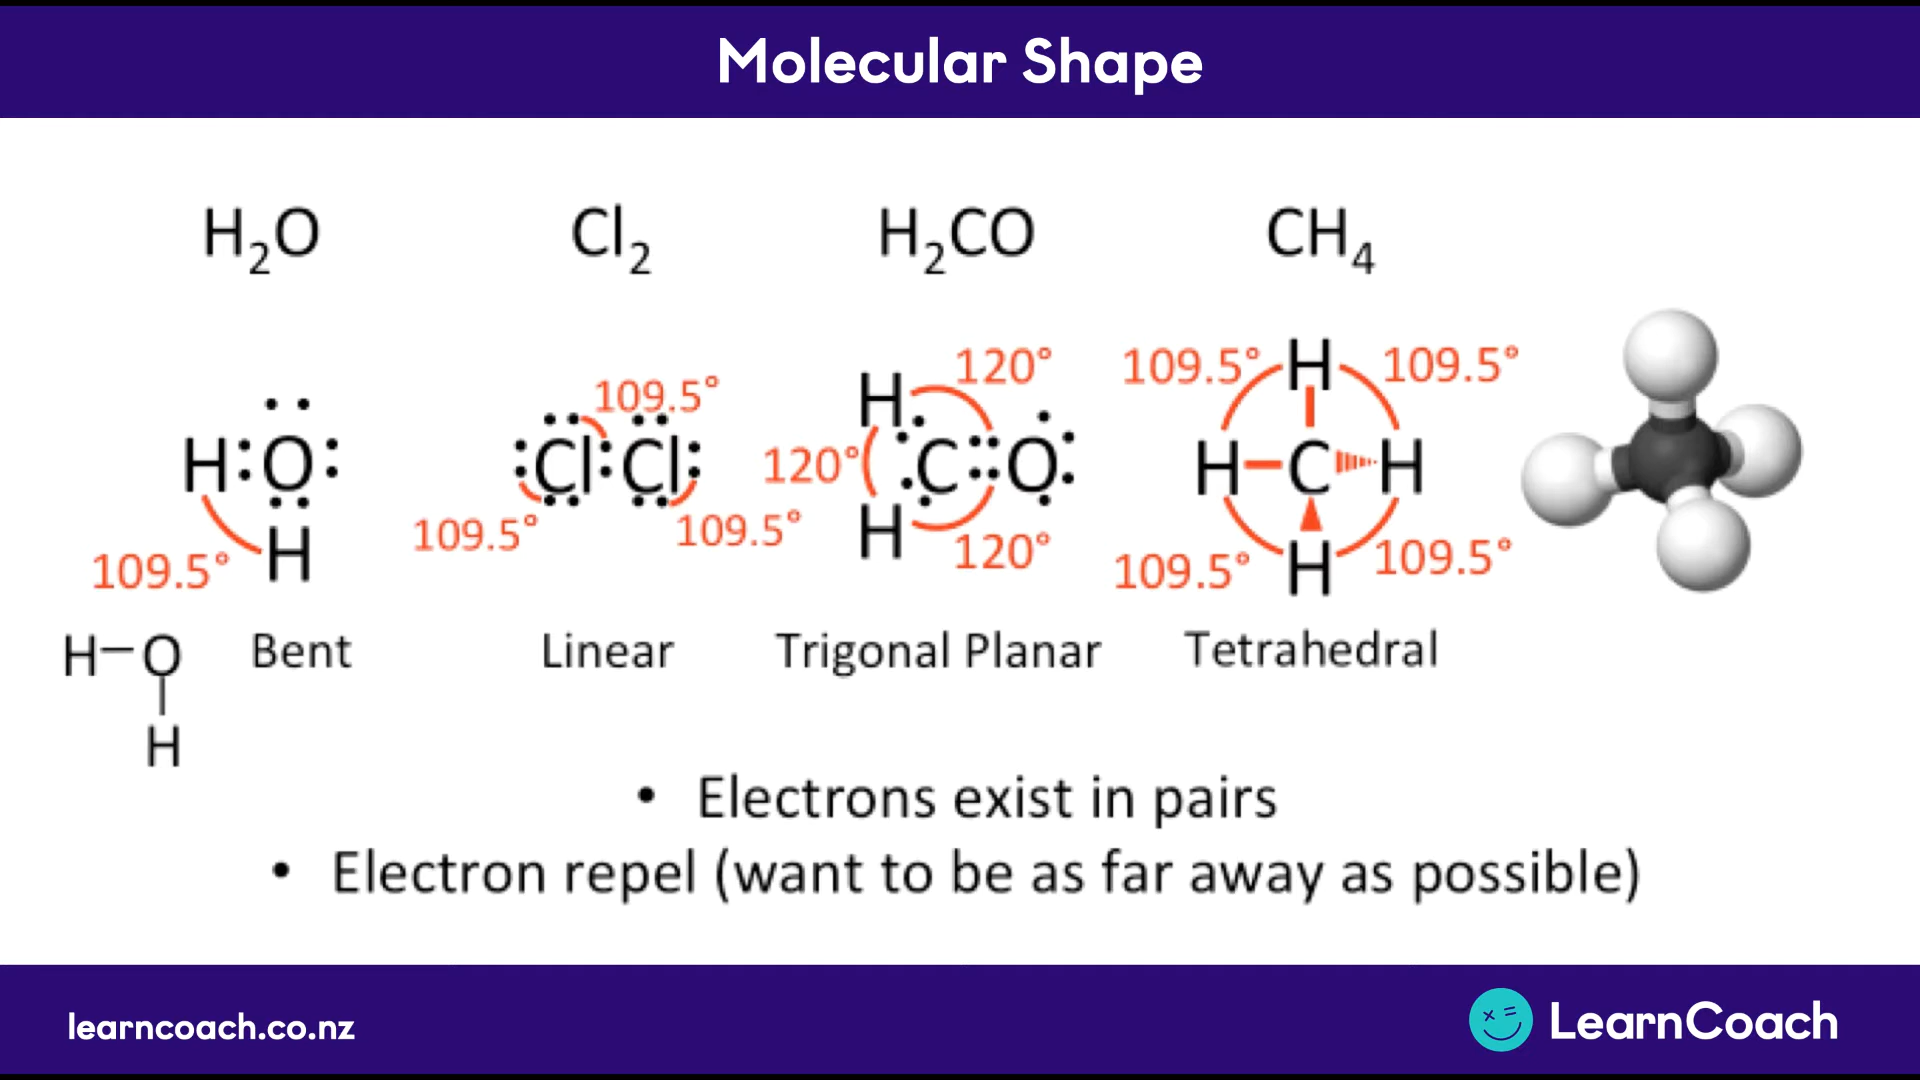 Molecular Shape
H₂O Cl₂ H₂CO CH₄
H:O: H
109.5°
:Cl:Cl:
109.5°
109.5° 109.5°
H H C::O:
120°
120°
120°
H
H C H
H
109.5° 109.5°
109.5° 109.5°
H–O
H
Bent Linear Trigonal Planar Tetrahedral
• Electrons exist in pairs
• Electron repel (want to be as far away as possible)
learncoach.co.nz
LearnCoach